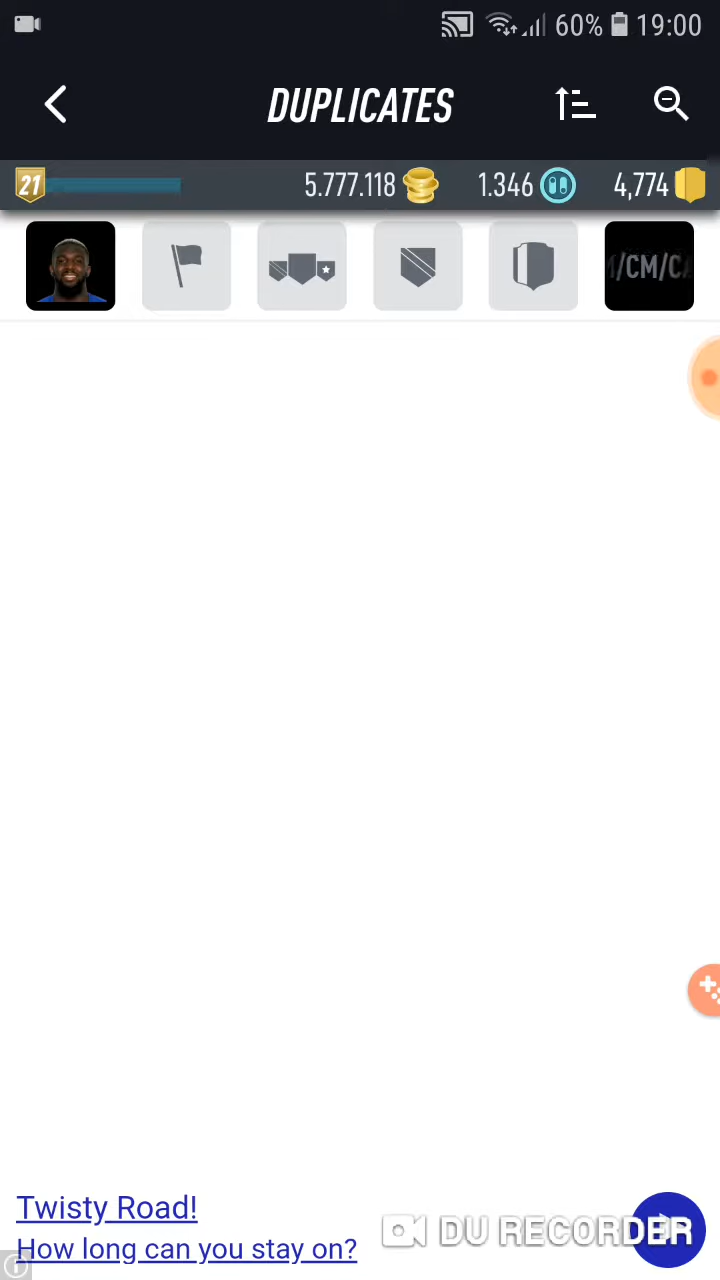 60% 19:00
DUPLICATES
21 5.777.118 1.346 4,774
/CM/C
Twisty Road!
How long can you stay on?
DU RECORDER